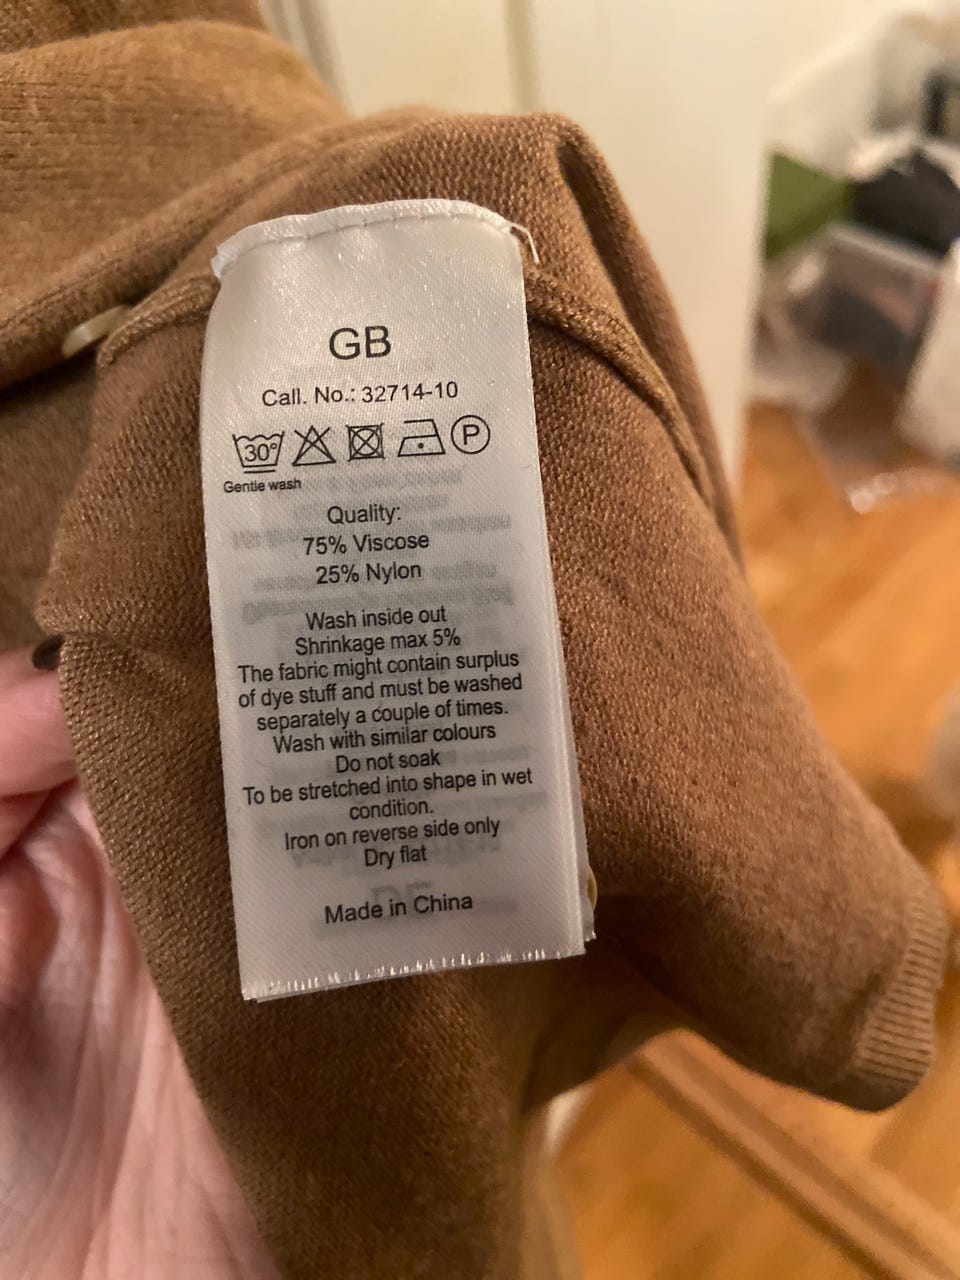 GB
Call. No.: 32714-10
30° P
Gentle wash
Quality:
75% Viscose
25% Nylon
Wash inside out
Shrinkage max 5%
The fabric might contain surplus
of dye stuff and must be washed
separately a couple of times.
Wash with similar colours
Do not soak
To be stretched into shape in wet
condition.
Iron on reverse side only
Dry flat
Made in China